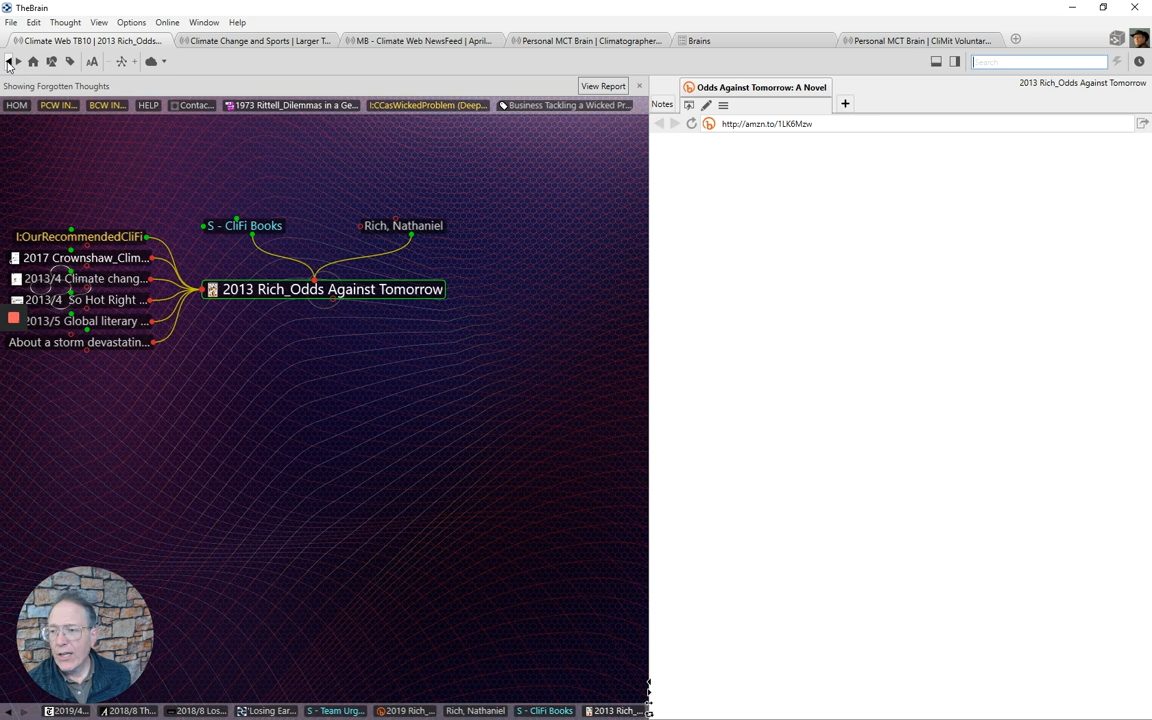 TheBrain
File Edit Thought View Options Online Window Help
Climate Web TB10 | 2013 Rich_Odds... Climate Change and Sports | Larger T... MB - Climate Web NewsFeed | April... Personal MCT Brain | Climatographer... Brains Personal MCT Brain | CliMit Voluntar...
AA Search
Showing Forgotten Thoughts View Report × Odds Against Tomorrow: A Novel 2013 Rich_Odds Against Tomorrow
HOM PCW IN... BCW IN... HELP Contac... 1973 Rittell_Dilemmas in a Ge... I:CCasWickedProblem (Deep... Business Tackling a Wicked Pr... Notes
http://amzn.to/1LK6Mzw
S - CliFi Books Rich, Nathaniel
I:OurRecommendedCliFi
2017 Crownshaw_Clim...
2013/4 Climate chang...
2013 Rich_Odds Against Tomorrow
2013/4 So Hot Right ...
2013/5 Global literary ...
About a storm devastatin...
2019/4... 2018/8 Th... 2018/8 Los... 'Losing Ear... S - Team Urg... 2019 Rich_... Rich, Nathaniel S - CliFi Books 2013 Rich_...